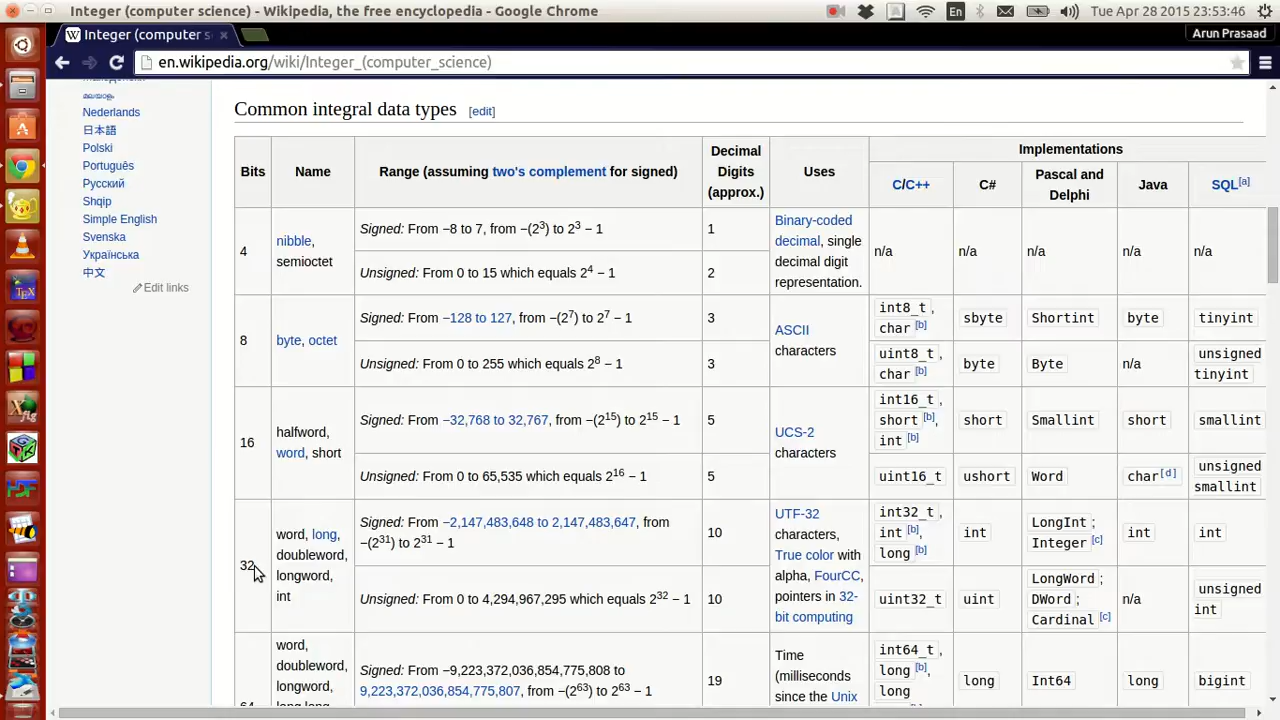 Integer (computer science) - Wikipedia, the free encyclopedia - Google Chrome
En
Tue Apr 28 2015 23:53:46
Integer (computer s
Arun Prasaad
en.wikipedia.org/wiki/Integer_(computer_science)
മലയാളം
Nederlands
日本語
Polski
Português
Русский
Shqip
Simple English
Svenska
Українська
中文
Edit links
Common integral data types [edit]
Bits Name Range (assuming two's complement for signed) Decimal Digits (approx.) Uses Implementations
C/C++ C# Pascal and Delphi Java SQL[a]
4 nibble, semioctet Signed: From −8 to 7, from −(2³) to 2³ − 1 1 Binary-coded decimal, single decimal digit representation. n/a n/a n/a n/a n/a
Unsigned: From 0 to 15 which equals 2⁴ − 1 2
8 byte, octet Signed: From −128 to 127, from −(2⁷) to 2⁷ − 1 3 ASCII characters int8_t, char[b] sbyte Shortint byte tinyint
Unsigned: From 0 to 255 which equals 2⁸ − 1 3 uint8_t, char[b] byte Byte n/a unsigned tinyint
16 halfword, word, short Signed: From −32,768 to 32,767, from −(2¹⁵) to 2¹⁵ − 1 5 UCS-2 characters int16_t, short[b], int[b] short Smallint short smallint
Unsigned: From 0 to 65,535 which equals 2¹⁶ − 1 5 uint16_t ushort Word char[d] unsigned smallint
32 word, long, doubleword, longword, int Signed: From −2,147,483,648 to 2,147,483,647, from −(2³¹) to 2³¹ − 1 10 UTF-32 characters, True color with alpha, FourCC, pointers in 32-bit computing int32_t, int[b], long[b] int LongInt; Integer[c] int int
Unsigned: From 0 to 4,294,967,295 which equals 2³² − 1 10 uint32_t uint LongWord; DWord; Cardinal[c] n/a unsigned int
word, doubleword, longword, Signed: From −9,223,372,036,854,775,808 to 9,223,372,036,854,775,807, from −(2⁶³) to 2⁶³ − 1 19 Time (milliseconds since the Unix int64_t, long[b] long long Int64 long bigint